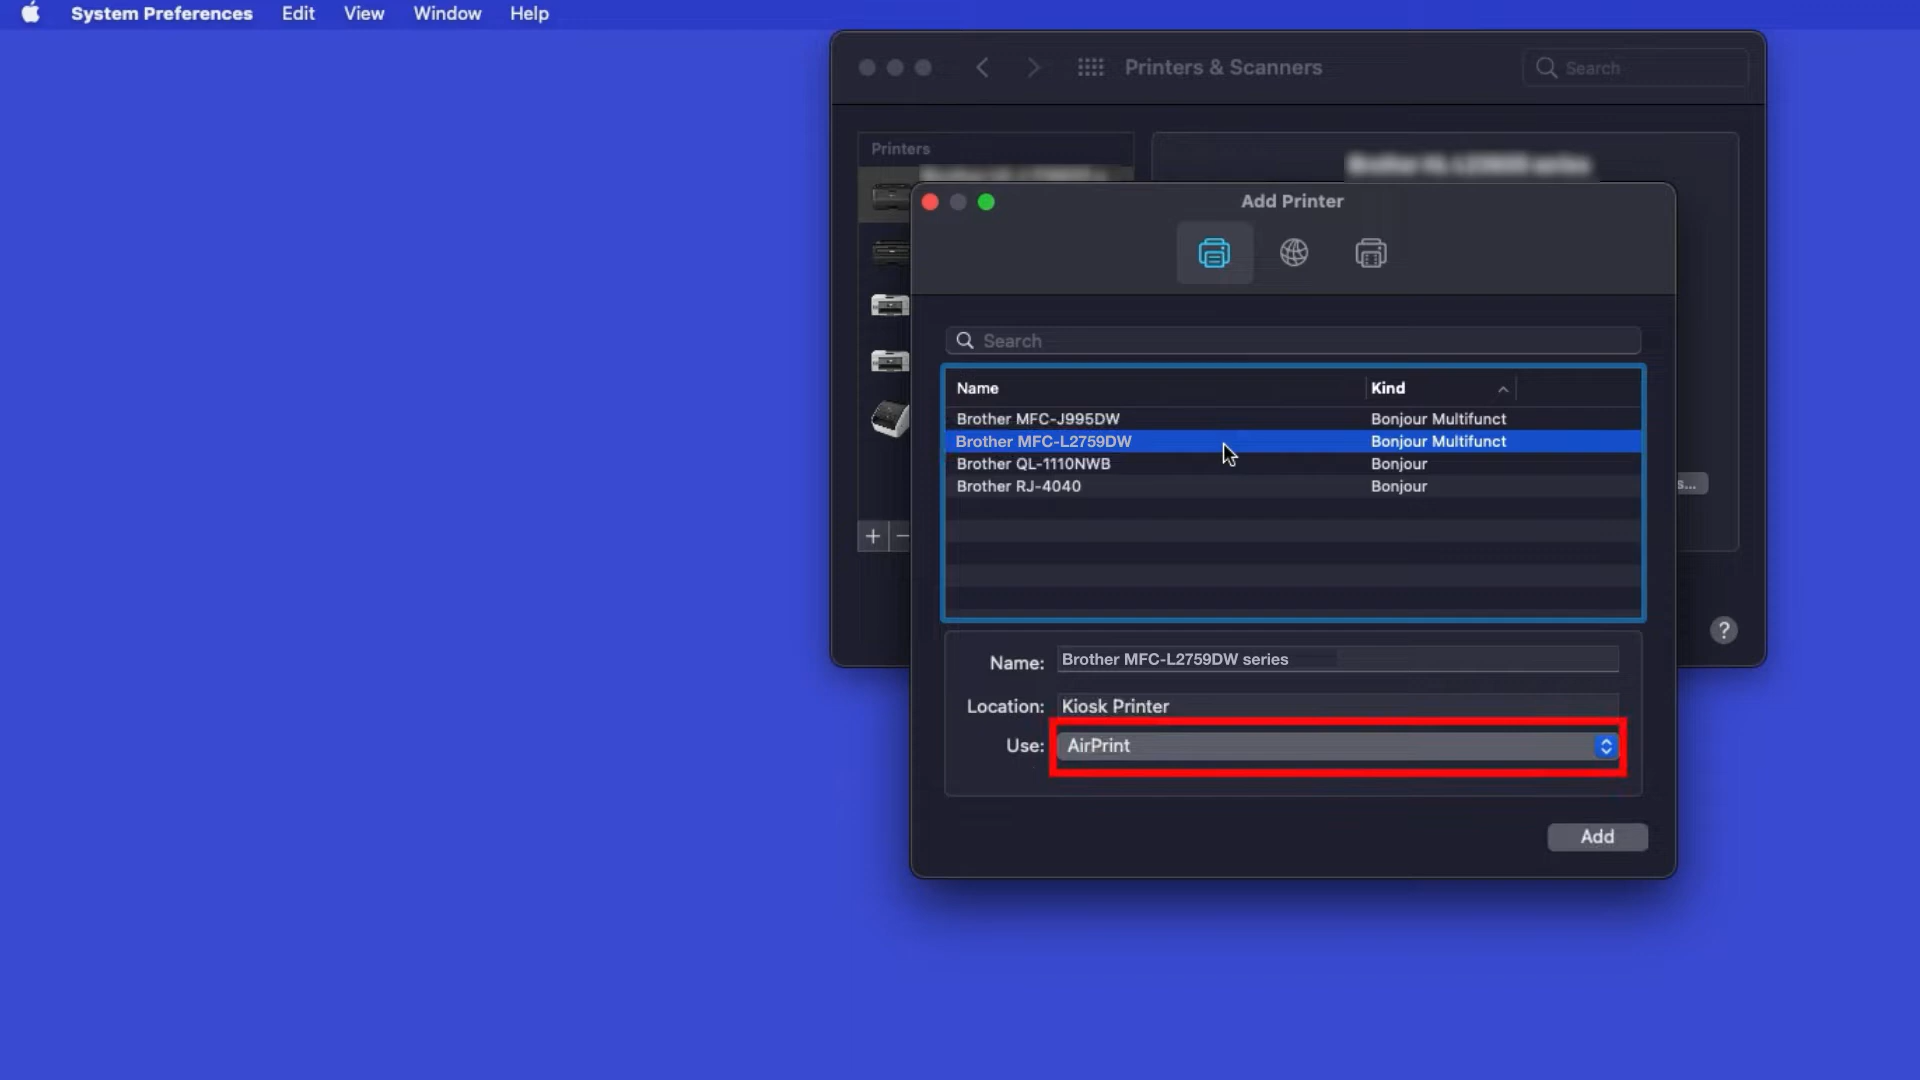 System Preferences Edit View Window Help
Printers & Scanners
Search
Printers
Add Printer
Search
Name Kind
Brother MFC-J995DW Bonjour Multifunct
Brother MFC-L2759DW Bonjour Multifunct
Brother QL-1110NWB Bonjour
Brother RJ-4040 Bonjour
s...
+ −
?
Name: Brother MFC-L2759DW series
Location: Kiosk Printer
Use: AirPrint
Add